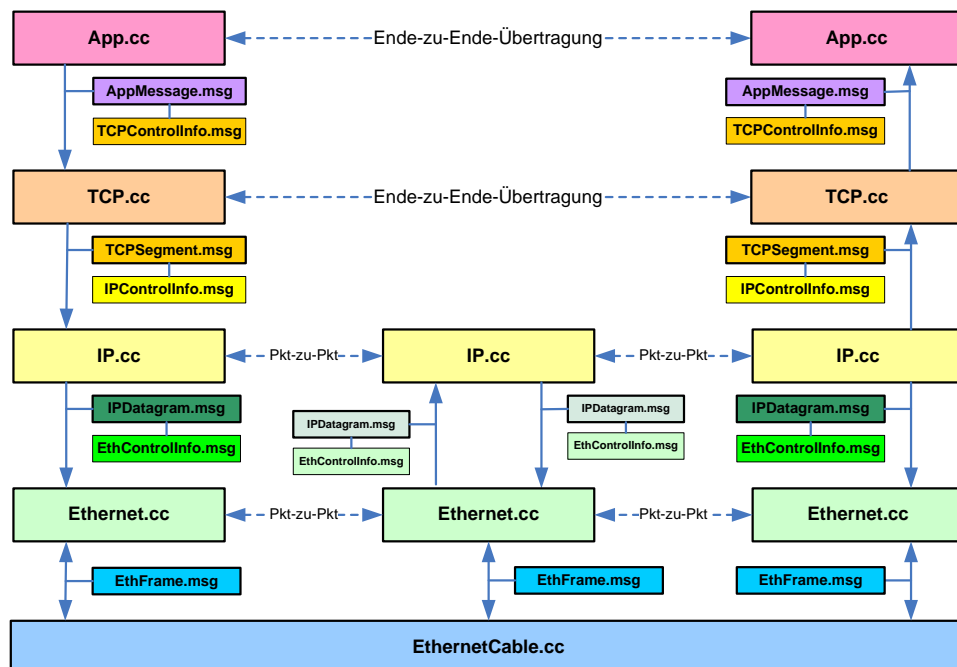 App.cc
Ende-zu-Ende-Übertragung
App.cc
AppMessage.msg
TCPControlInfo.msg
AppMessage.msg
TCPControlInfo.msg
TCP.cc
Ende-zu-Ende-Übertragung
TCP.cc
TCPSegment.msg
IPControlInfo.msg
TCPSegment.msg
IPControlInfo.msg
IP.cc
Pkt-zu-Pkt
IP.cc
Pkt-zu-Pkt
IP.cc
IPDatagram.msg
EthControlInfo.msg
IPDatagram.msg
EthControlInfo.msg
IPDatagram.msg
EthControlInfo.msg
IPDatagram.msg
EthControlInfo.msg
Ethernet.cc
Pkt-zu-Pkt
Ethernet.cc
Pkt-zu-Pkt
Ethernet.cc
EthFrame.msg
EthFrame.msg
EthFrame.msg
EthernetCable.cc